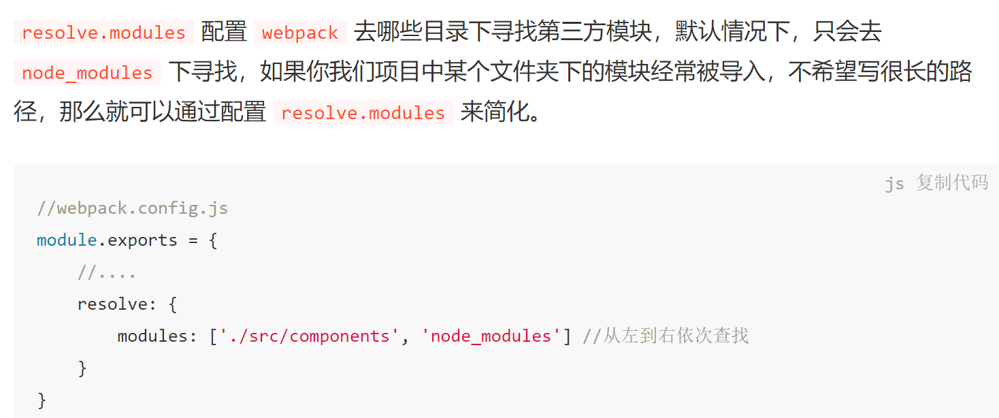 resolve.modules 配置 webpack 去哪些目录下寻找第三方模块，默认情况下，只会去
node_modules 下寻找，如果你我们项目中某个文件夹下的模块经常被导入，不希望写很长的路
径，那么就可以通过配置 resolve.modules 来简化。
js 复制代码
//webpack.config.js
module.exports = {
    //....
    resolve: {
        modules: ['./src/components', 'node_modules'] //从左到右依次查找
    }
}